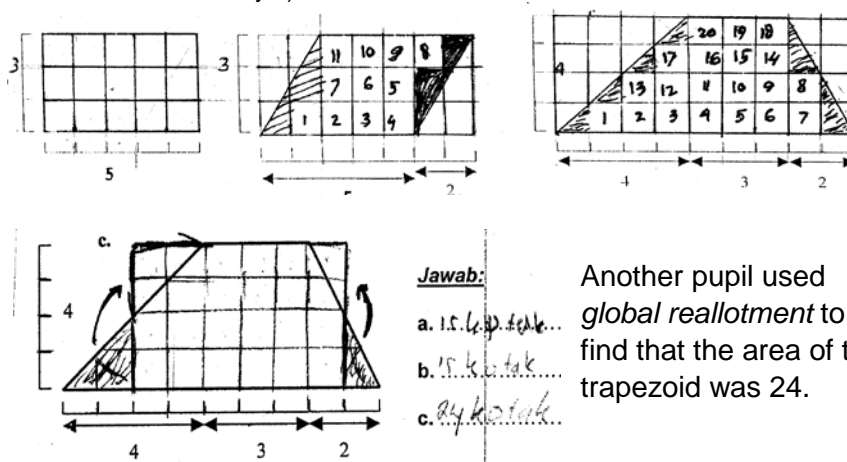 3
5
3
11 10 9 8
7 6 5
1 2 3 4
2
4
20 19 18
17 16 15 14
13 12 11 10 9 8
1 2 3 4 5 6 7
4 3 2
c.
4
4 3 2
Jawab:
a. 15
b. 15 kotak
c. 24 kotak
Another pupil used
global reallotment to
find that the area of t
trapezoid was 24.